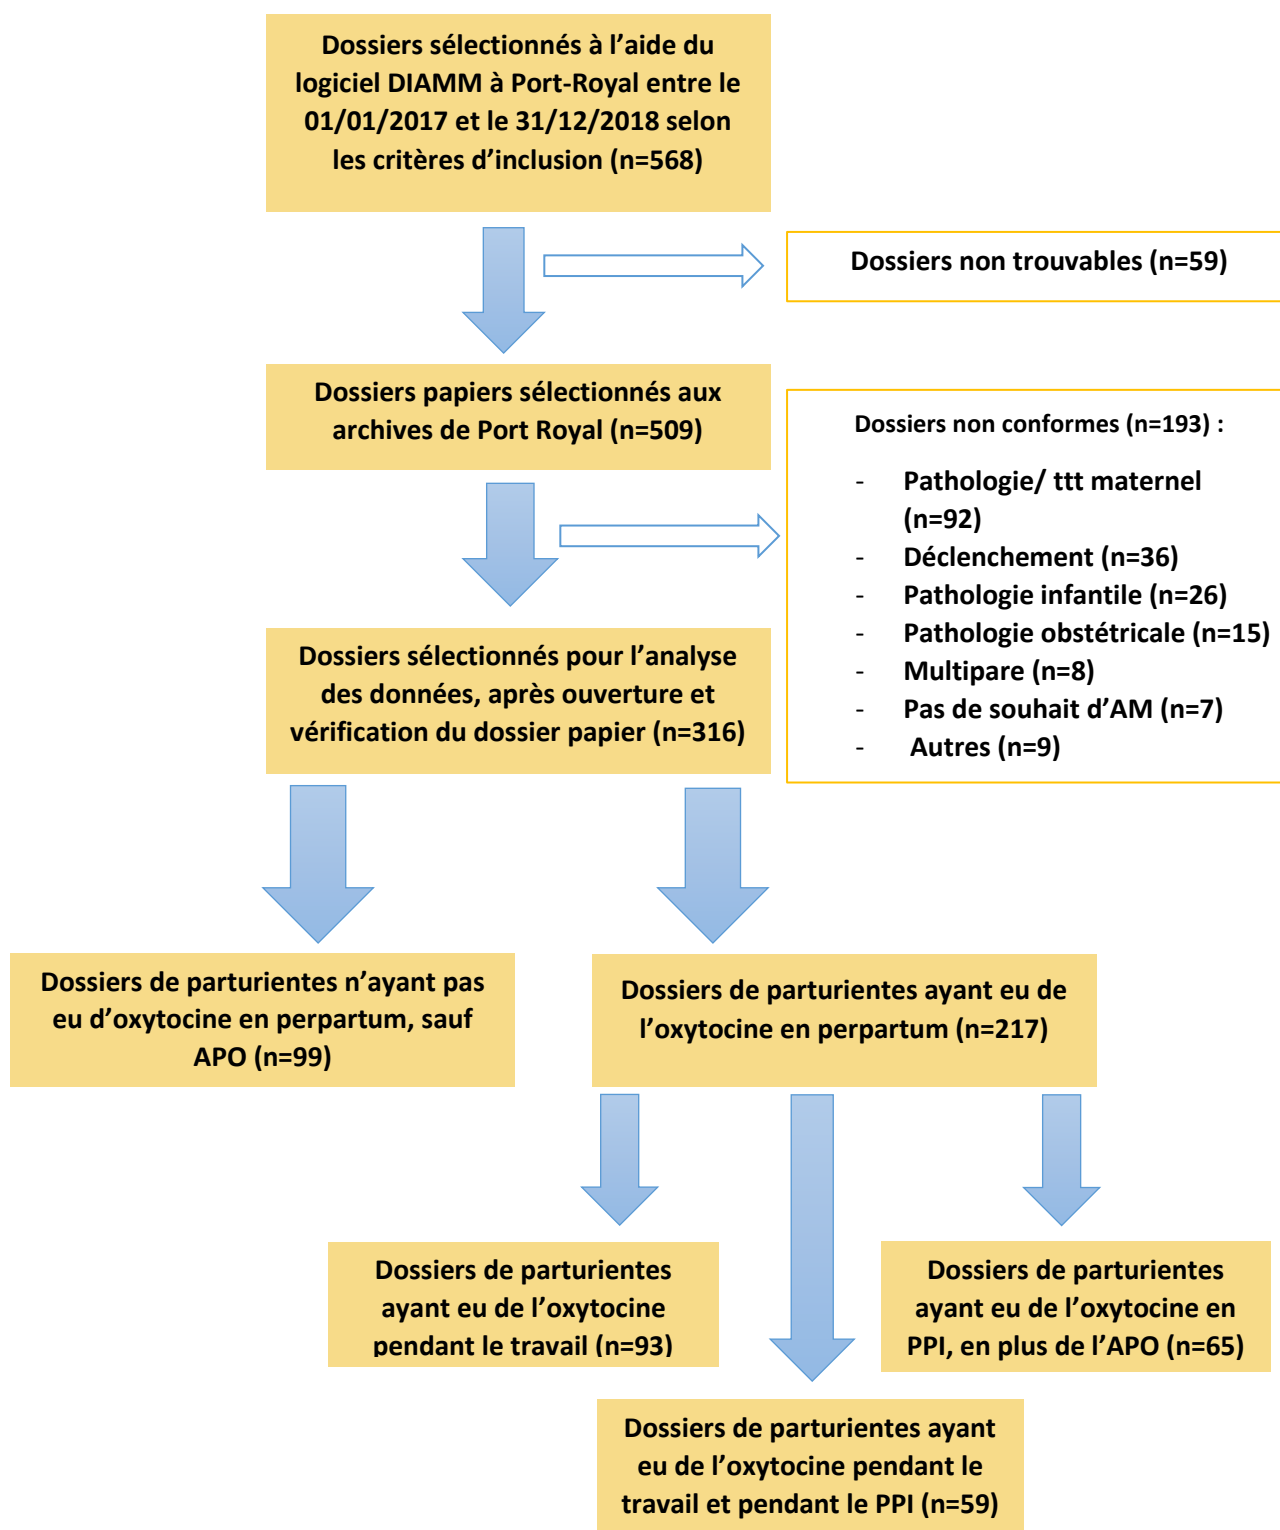 Dossiers sélectionnés à l’aide du
logiciel DIAMM à Port-Royal entre le
01/01/2017 et le 31/12/2018 selon
les critères d’inclusion (n=568)
Dossiers non trouvables (n=59)
Dossiers papiers sélectionnés aux
archives de Port Royal (n=509)
Dossiers non conformes (n=193) :
- Pathologie/ ttt maternel
(n=92)
- Déclenchement (n=36)
- Pathologie infantile (n=26)
- Pathologie obstétricale (n=15)
- Multipare (n=8)
- Pas de souhait d’AM (n=7)
- Autres (n=9)
Dossiers sélectionnés pour l’analyse
des données, après ouverture et
vérification du dossier papier (n=316)
Dossiers de parturientes n’ayant pas
eu d’oxytocine en perpartum, sauf
APO (n=99)
Dossiers de parturientes ayant eu de
l’oxytocine en perpartum (n=217)
Dossiers de parturientes
ayant eu de l’oxytocine
pendant le travail (n=93)
Dossiers de parturientes
ayant eu de l’oxytocine en
PPI, en plus de l’APO (n=65)
Dossiers de parturientes ayant
eu de l’oxytocine pendant le
travail et pendant le PPI (n=59)